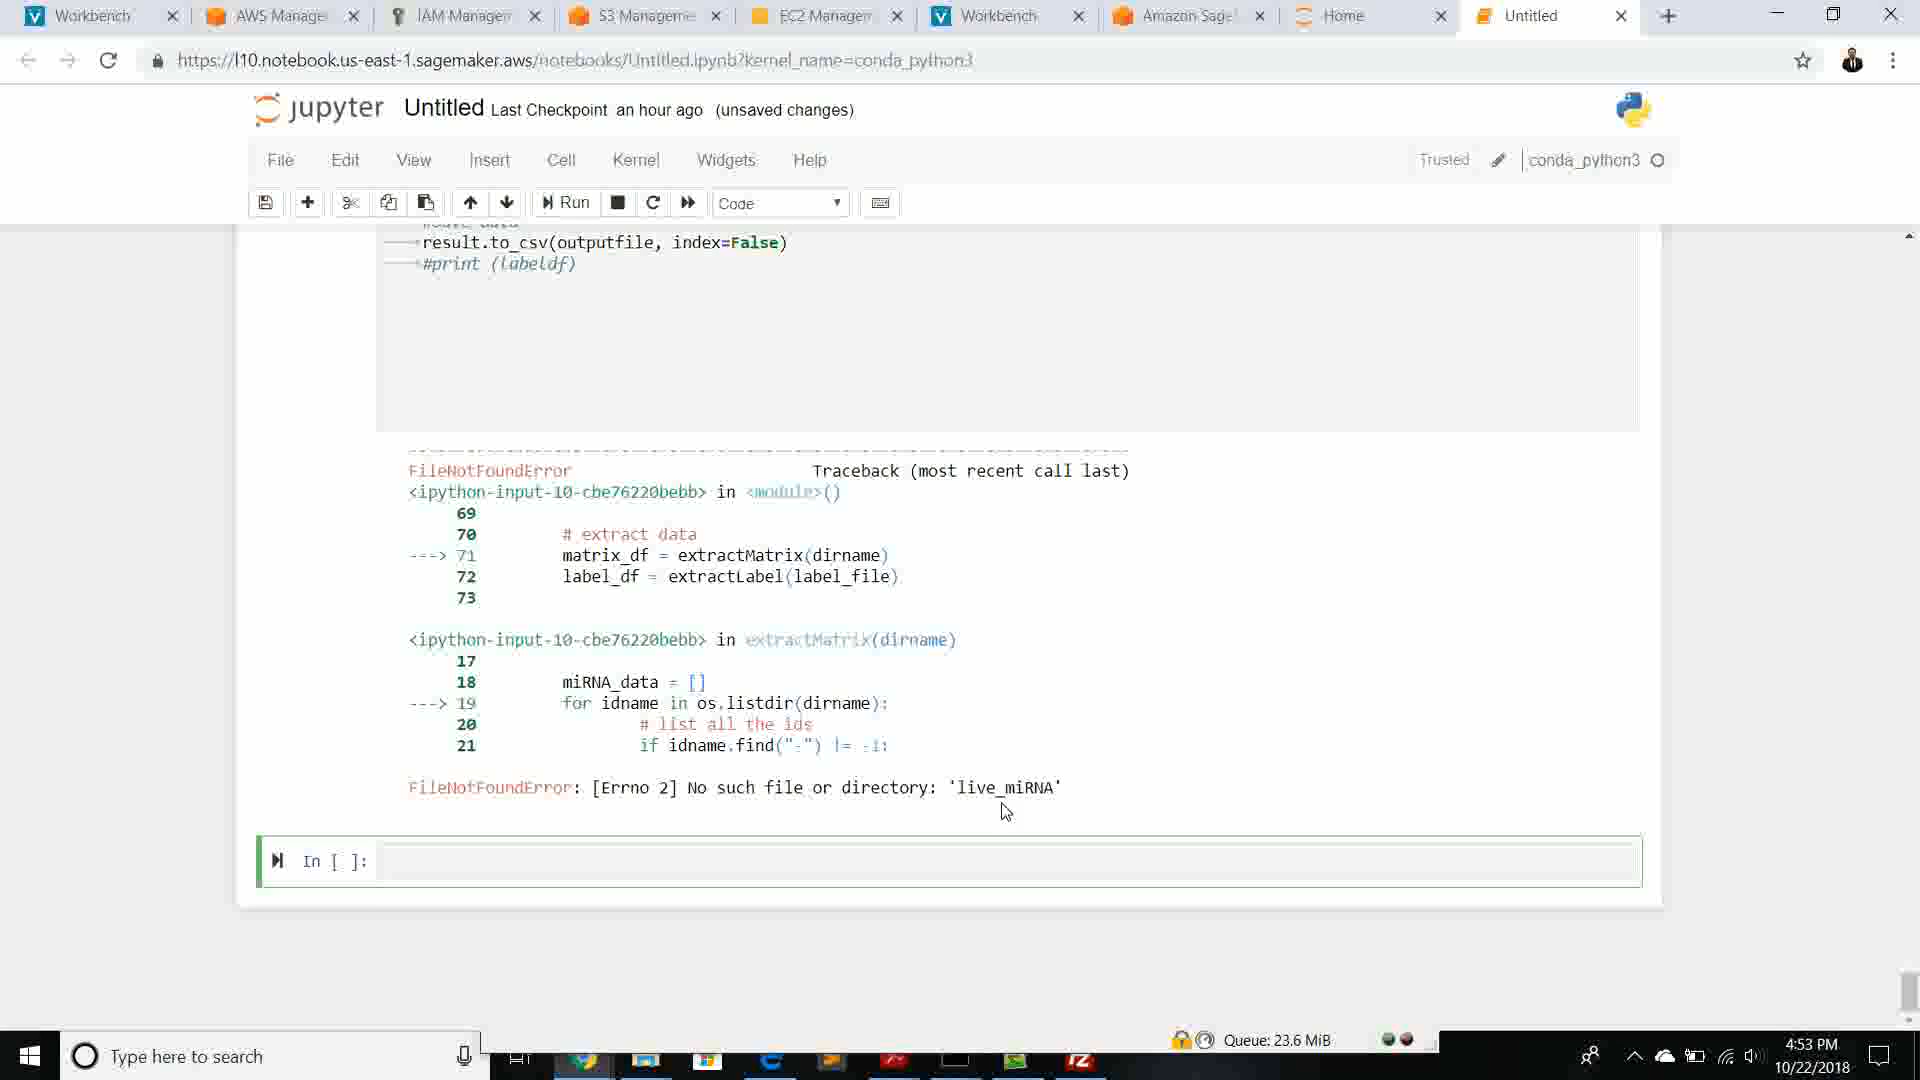 Workbench
AWS Manage
IAM Managem
S3 Manageme
EC2 Managem
Workbench
Amazon Sage
Home
Untitled
https://l10.notebook.us-east-1.sagemaker.aws/notebooks/Untitled.ipynb?kernel_name=conda_python3
jupyter Untitled Last Checkpoint an hour ago (unsaved changes)
File Edit View Insert Cell Kernel Widgets Help
Trusted conda_python3
Run Code
result.to_csv(outputfile, index=False)
#print (labeldf)
FileNotFoundError Traceback (most recent call last)
<ipython-input-10-cbe76220bebb> in <module>()
69
70 # extract data
---> 71 matrix_df = extractMatrix(dirname)
72 label_df = extractLabel(label_file)
73
<ipython-input-10-cbe76220bebb> in extractMatrix(dirname)
17
18 miRNA_data = []
---> 19 for idname in os.listdir(dirname):
20 # list all the ids
21 if idname.find("-") != -1:
FileNotFoundError: [Errno 2] No such file or directory: 'live_miRNA'
In [ ]:
Queue: 23.6 MiB
Type here to search
4:53 PM
10/22/2018